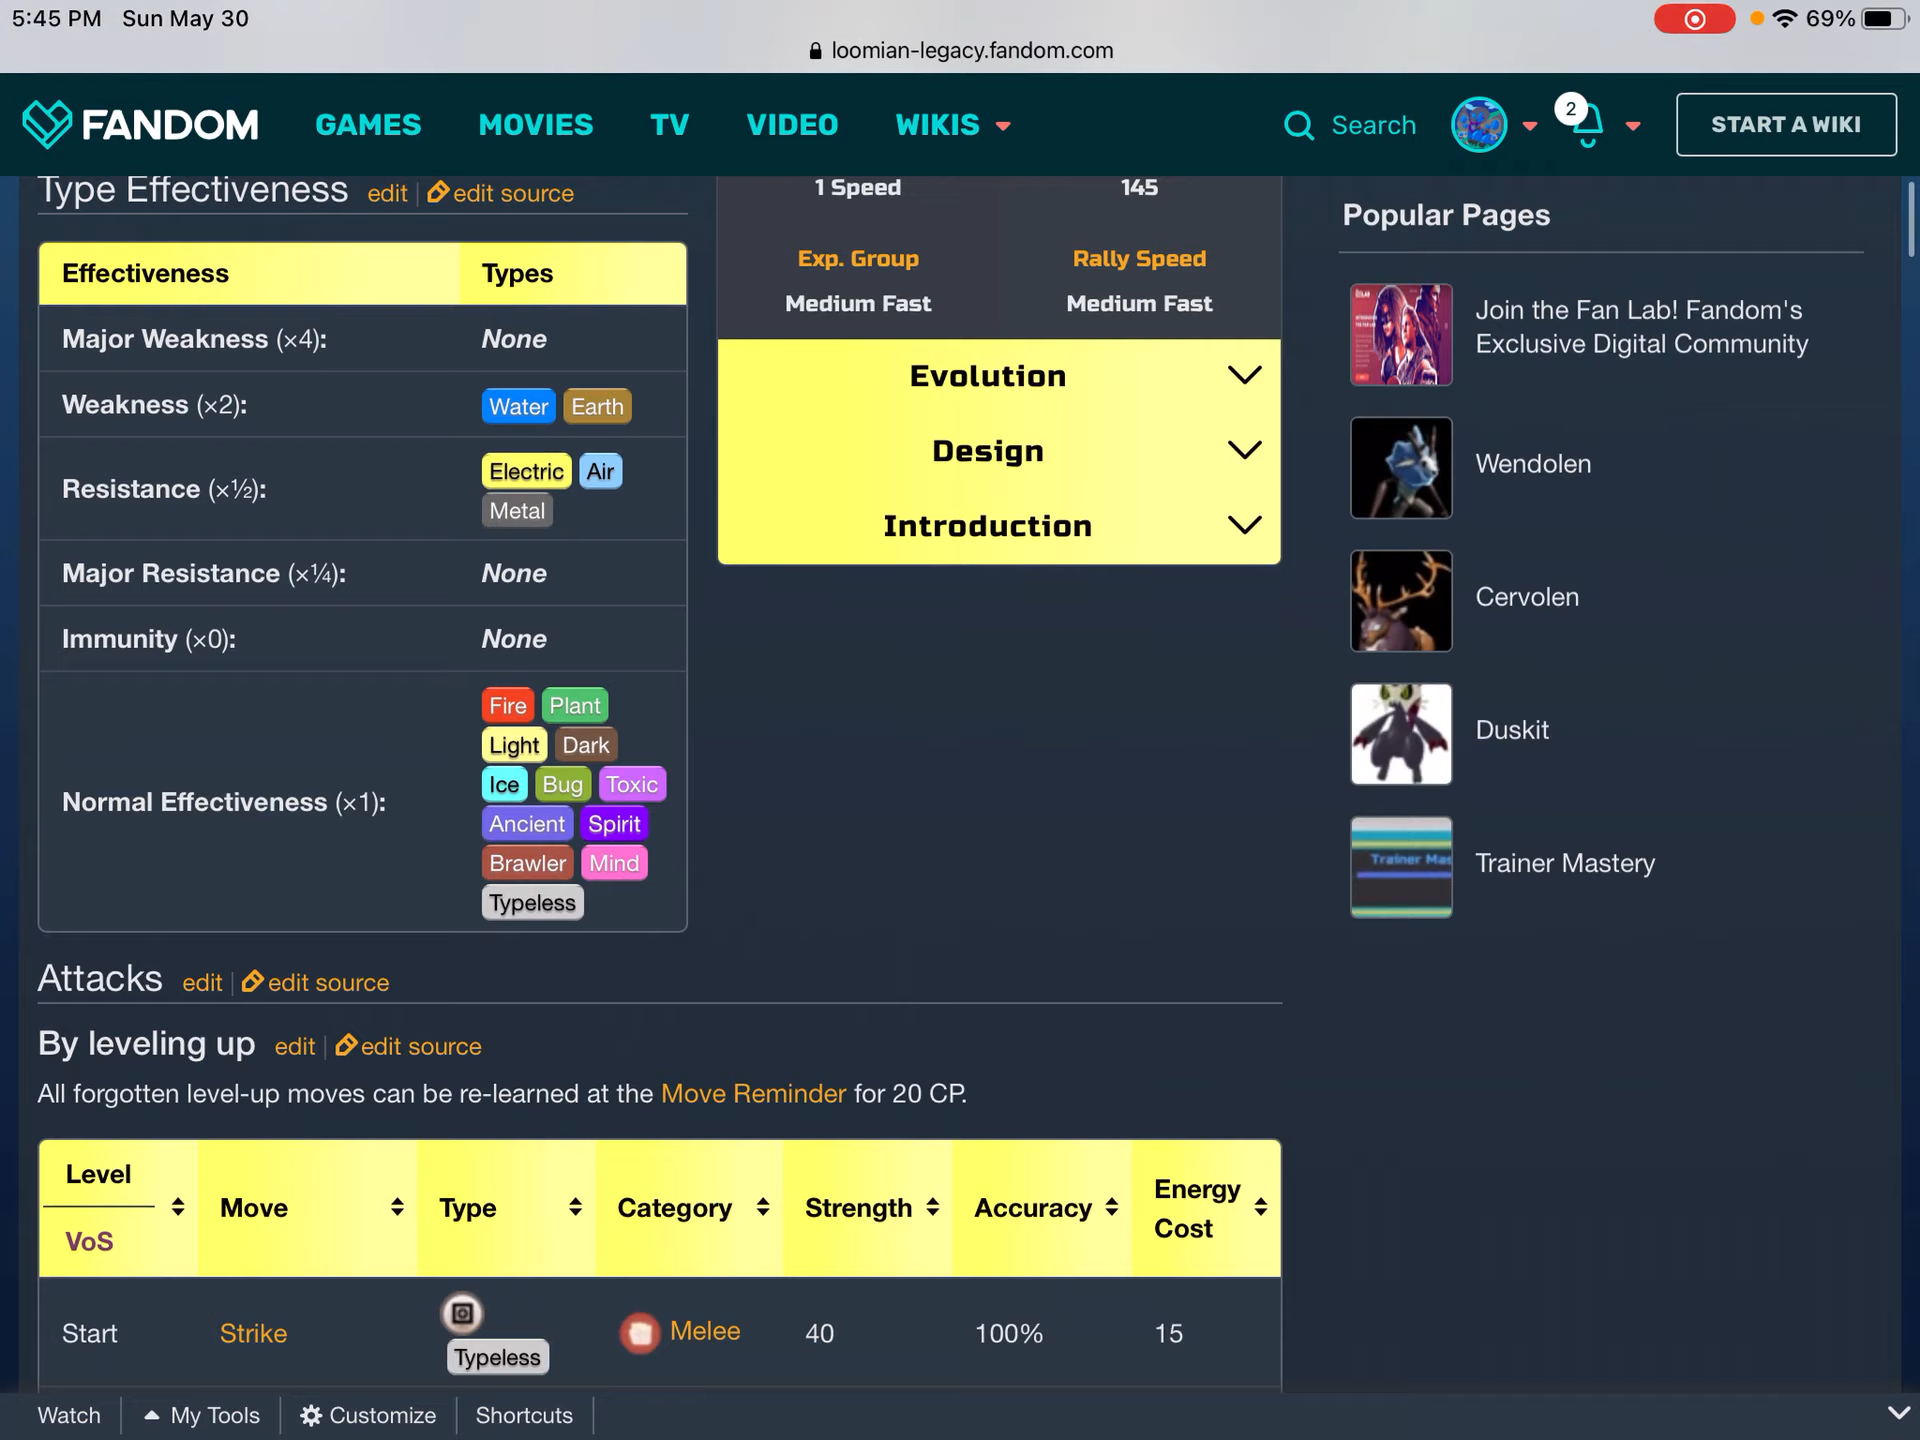 5:45 PM Sun May 30
69%
loomian-legacy.fandom.com
FANDOM GAMES MOVIES TV VIDEO WIKIS Search 2 START A WIKI
Type Effectiveness edit | edit source
Effectiveness Types
Major Weakness (×4): None
Weakness (×2): Water Earth
Resistance (×½): Electric Air
Metal
Major Resistance (×¼): None
Immunity (×0): None
Normal Effectiveness (×1): Fire Plant
Light Dark
Ice Bug Toxic
Ancient Spirit
Brawler Mind
Typeless
1 Speed 145
Exp. Group Rally Speed
Medium Fast Medium Fast
Evolution
Design
Introduction
Popular Pages
Join the Fan Lab! Fandom's
Exclusive Digital Community
Wendolen
Cervolen
Duskit
Trainer Mas
Trainer Mastery
Attacks edit | edit source
By leveling up edit | edit source
All forgotten level-up moves can be re-learned at the Move Reminder for 20 CP.
Level
VoS
Move Type Category Strength Accuracy Energy
Cost
Start Strike Typeless Melee 40 100% 15
Watch My Tools Customize Shortcuts